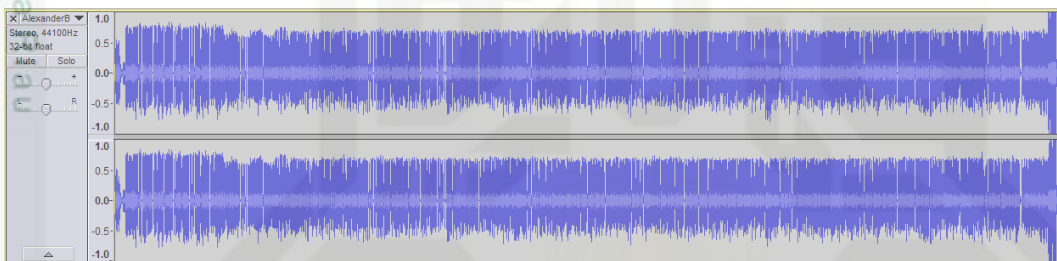 X AlexanderB ▼
Stereo, 44100Hz
32-bit float
Mute Solo
- +
L R
1.0
0.5-
0.0-
-0.5-
-1.0
1.0
0.5-
0.0-
-0.5-
-1.0